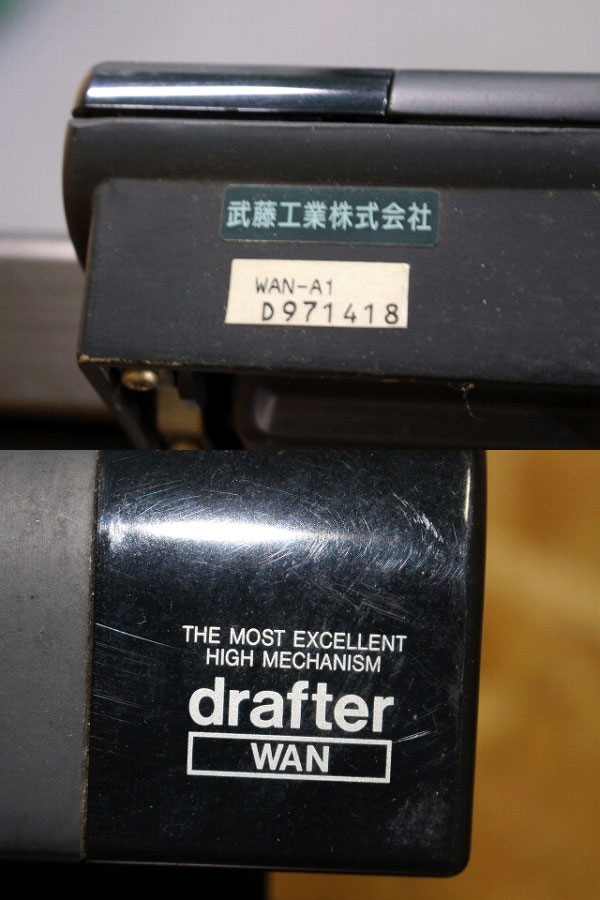 武藤工業株式会社
WAN-A1
D971418
THE MOST EXCELLENT
HIGH MECHANISM
drafter
WAN